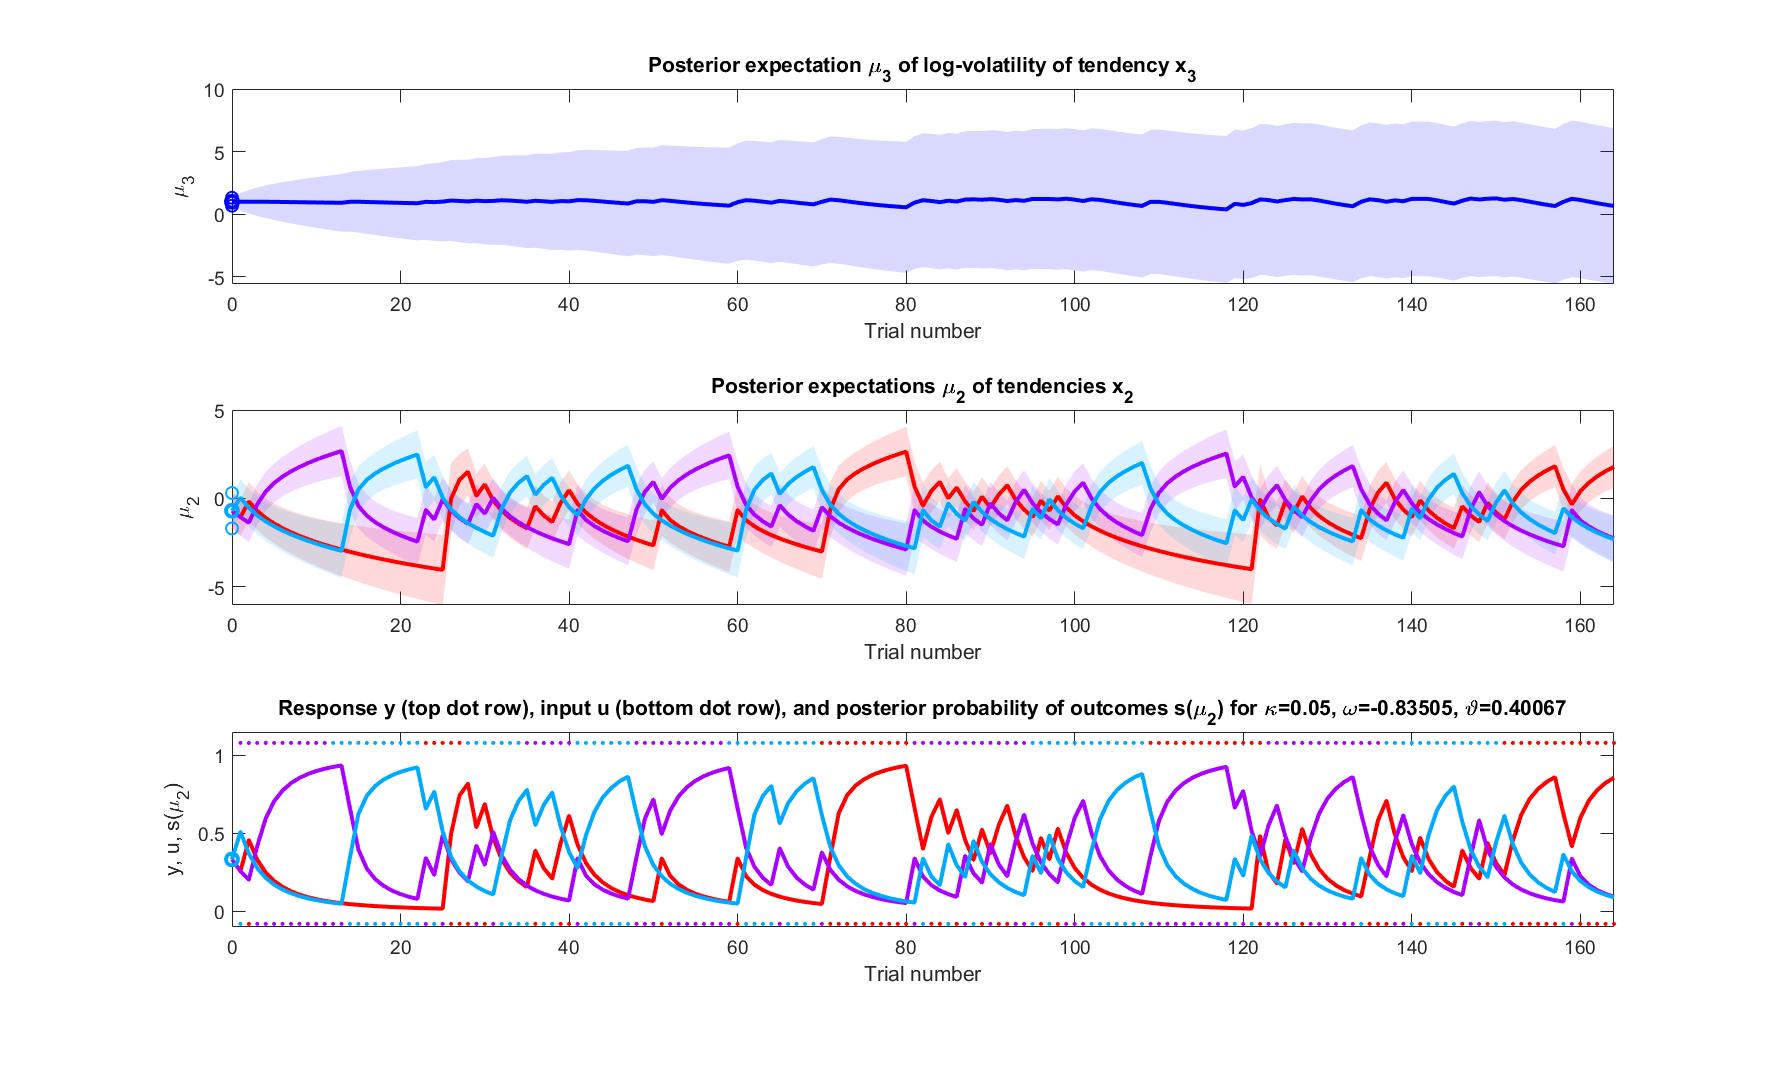 Posterior expectation μ3 of log-volatility of tendency x3
10
5
0
-5
μ3
0 20 40 60 80 100 120 140 160
Trial number
Posterior expectations μ2 of tendencies x2
5
0
-5
μ2
0 20 40 60 80 100 120 140 160
Trial number
Response y (top dot row), input u (bottom dot row), and posterior probability of outcomes s(μ2) for κ=0.05, ω=-0.83505, ϑ=0.40067
1
0.5
0
y, u, s(μ2)
0 20 40 60 80 100 120 140 160
Trial number